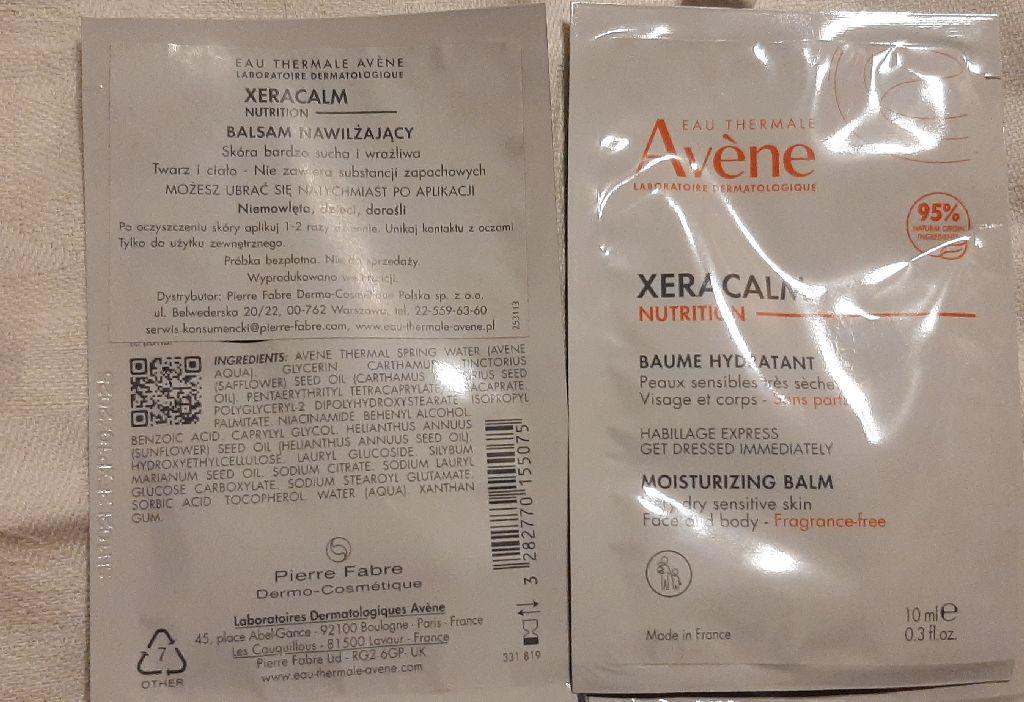 EAU THERMALE AVÈNE
LABORATOIRE DERMATOLOGIQUE
XERACALM
NUTRITION
BALSAM NAWILŻAJĄCY
Skóra bardzo sucha i wrażliwa
Twarz i ciało - Nie zawiera substancji zapachowych
MOŻESZ UBRAĆ SIĘ NATYCHMIAST PO APLIKACJI
Niemowlęta, dzieci, dorośli
Po oczyszczeniu skóry aplikuj 1-2 razy dziennie. Unikaj kontaktu z oczami.
Tylko do użytku zewnętrznego.
Próbka bezpłatna. Nie do sprzedaży.
Wyprodukowano we Francji.
Dystrybutor: Pierre Fabre Dermo-Cosmetique Polska sp. z o.o.
ul. Belwederska 20/22, 00-762 Warszawa, tel. 22-559-63-60
serwis.konsumencki@pierre-fabre.com, www.eau-thermale-avene.pl
253113
INGREDIENTS: AVENE THERMAL SPRING WATER (AVENE
AQUA). GLYCERIN. CARTHAMUS TINCTORIUS
(SAFFLOWER) SEED OIL (CARTHAMUS TINCTORIUS SEED
OIL). PENTAERYTHRITYL TETRACAPRYLATE/TETRACAPRATE.
POLYGLYCERYL-2 DIPOLYHYDROXYSTEARATE. ISOPROPYL
PALMITATE. NIACINAMIDE. BEHENYL ALCOHOL.
BENZOIC ACID. CAPRYLYL GLYCOL. HELIANTHUS ANNUUS
(SUNFLOWER) SEED OIL (HELIANTHUS ANNUUS SEED OIL).
HYDROXYETHYLCELLULOSE. LAURYL GLUCOSIDE. SILYBUM
MARIANUM SEED OIL. SODIUM CITRATE. SODIUM LAURYL
GLUCOSE CARBOXYLATE. SODIUM STEAROYL GLUTAMATE.
SORBIC ACID. TOCOPHEROL. WATER (AQUA). XANTHAN
GUM.
3 282770 155075
Pierre Fabre
Dermo-Cosmétique
Laboratoires Dermatologiques Avène
45, place Abel-Gance - 92100 Boulogne - Paris - France
Les Cauquillous - 81500 Lavaur - France
Pierre Fabre Ltd - RG2 6GP. UK
www.eau-thermale-avene.com
7
OTHER
331 819
EAU THERMALE
Avène
LABORATOIRE DERMATOLOGIQUE
95%
NATURAL ORIGIN
INGREDIENTS
XERACALM
NUTRITION
BAUME HYDRATANT
Peaux sensibles très sèches
Visage et corps - Sans parfum
HABILLAGE EXPRESS
GET DRESSED IMMEDIATELY
MOISTURIZING BALM
Very dry sensitive skin
Face and body - Fragrance-free
Made in France
10 ml e
0.3 fl.oz.